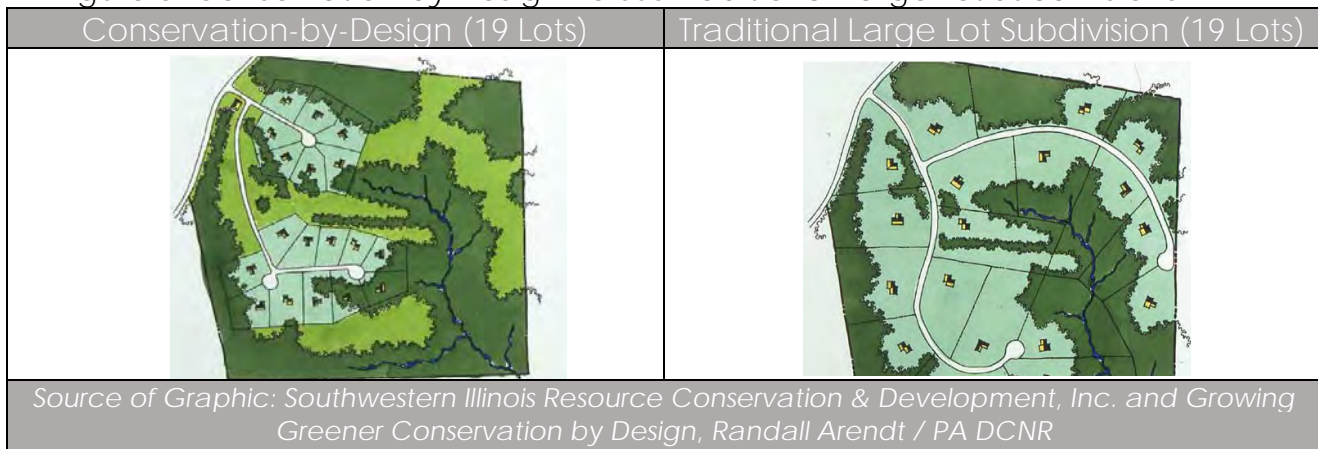 Conservation-by-Design (19 Lots)
Traditional Large Lot Subdivision (19 Lots)
Source of Graphic: Southwestern Illinois Resource Conservation & Development, Inc. and Growing
Greener Conservation by Design, Randall Arendt / PA DCNR